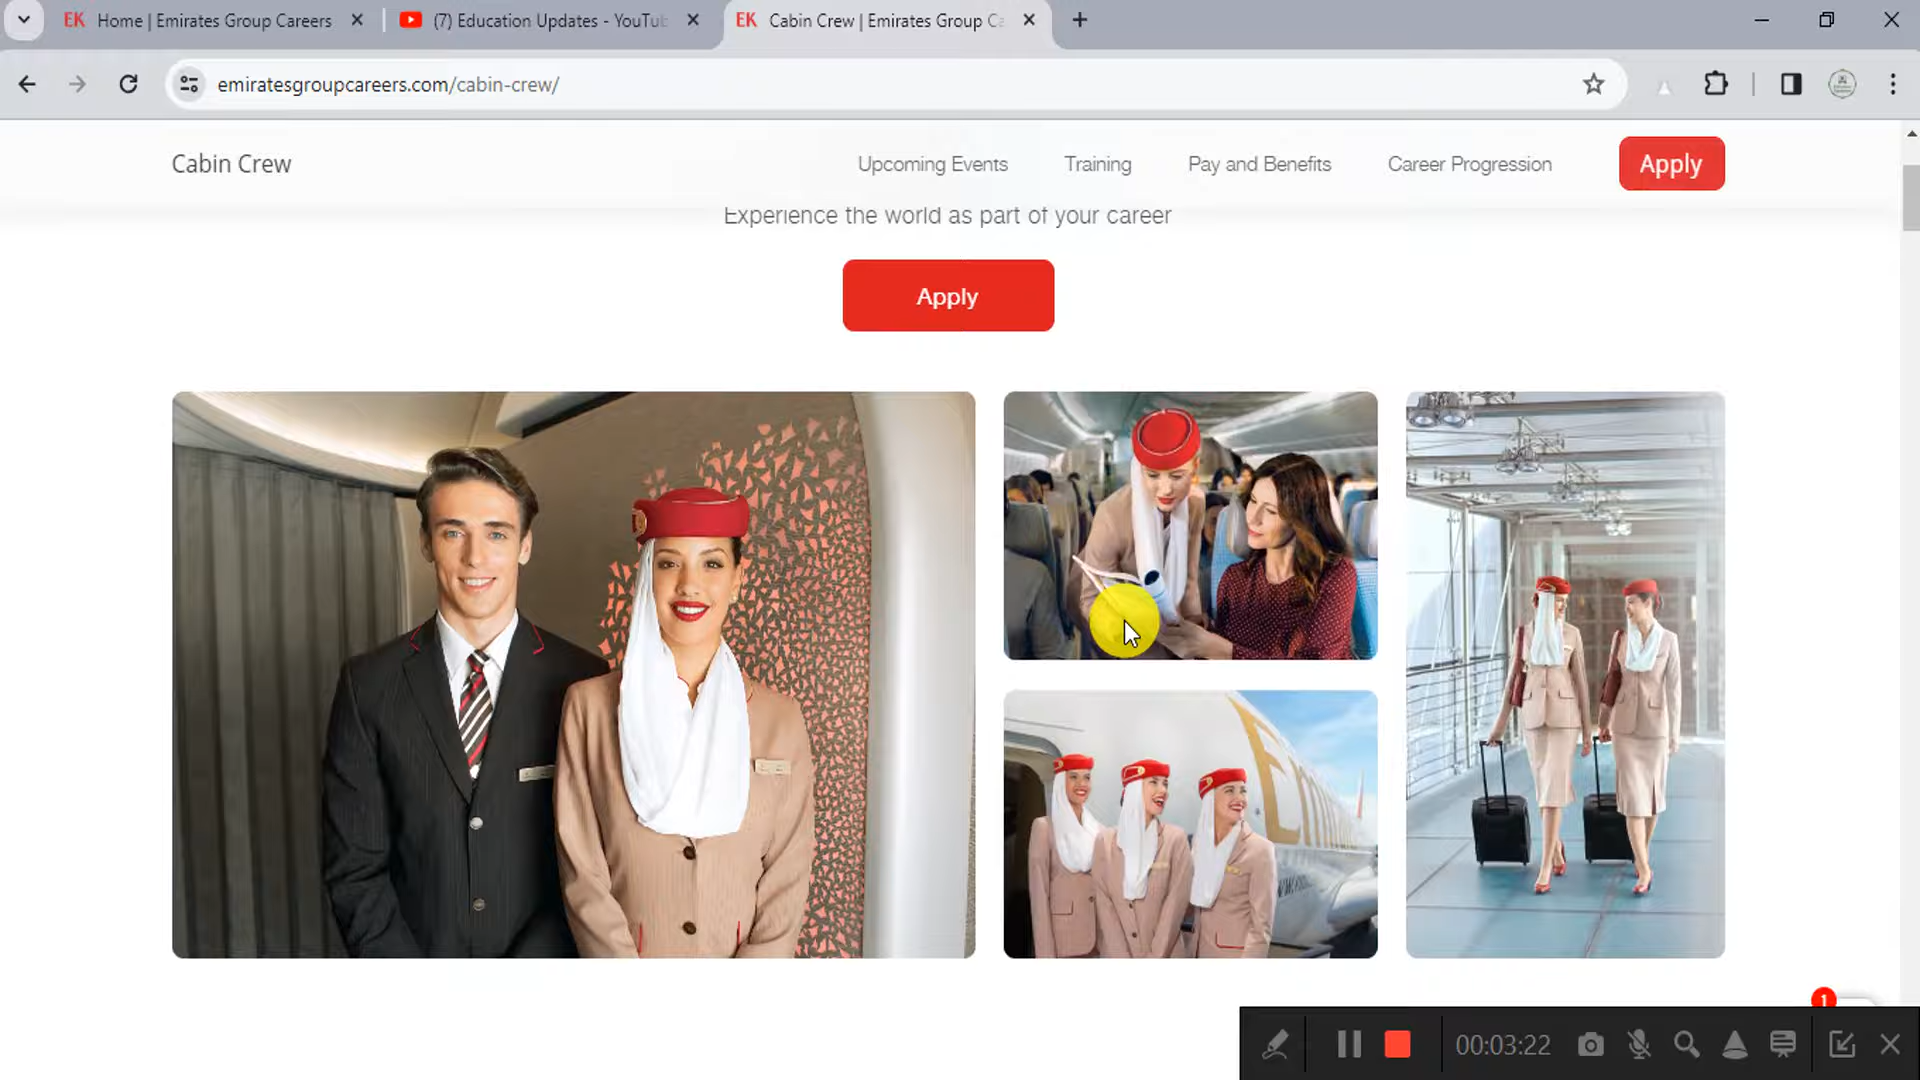 EK Home | Emirates Group Careers
(7) Education Updates - YouTu
EK Cabin Crew | Emirates Group C
emiratesgroupcareers.com/cabin-crew/
Cabin Crew
Upcoming Events
Training
Pay and Benefits
Career Progression
Apply
Experience the world as part of your career
Apply
1
00:03:22